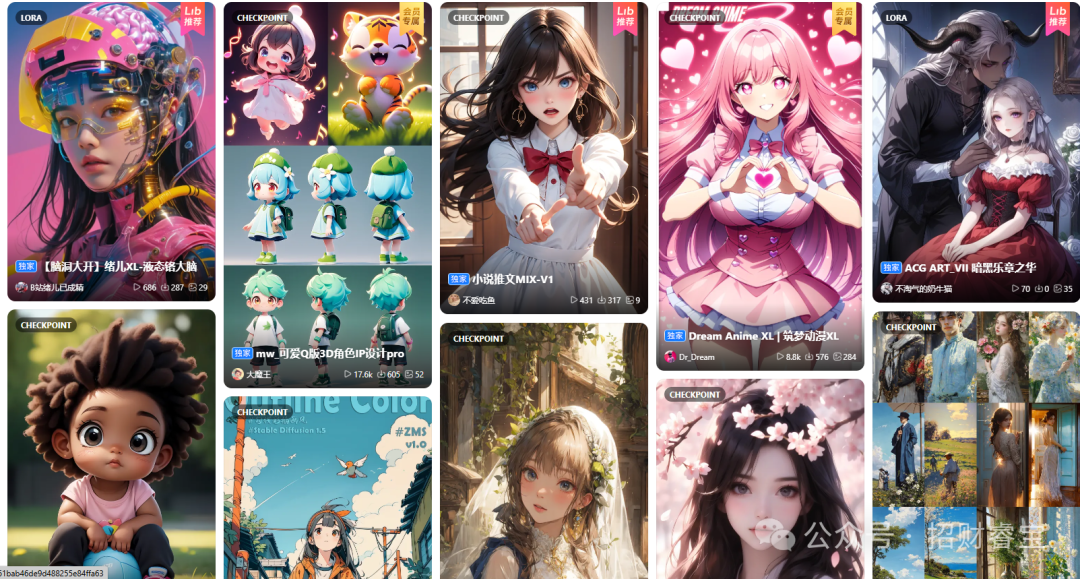 LORA
Lib
推荐
独家 【脑洞大开】绪儿XL-液态铬大脑
B站绪儿已成精 686 287 29
CHECKPOINT
CHECKPOINT
会员
专属
独家 mw_可爱Q版3D角色IP设计pro
大魔王 17.6k 605 52
CHECKPOINT
Outline Color
#Stable Diffusion 1.5
#ZMS
v1.0
CHECKPOINT
Lib
推荐
独家 小说推文MIX-V1
不爱吃鱼 431 317 9
CHECKPOINT
CHECKPOINT
DREAM ANIME
会员
专属
独家 Dream Anime XL | 筑梦动漫XL
Dr_Dream 8.8k 576 284
CHECKPOINT
LORA
Lib
推荐
独家 ACG ART_VII 暗黑乐章之华
不淘气的奶牛猫 70 0 35
CHECKPOINT
公众号 招财睿宝
51bab46de9d488255e84ffa63